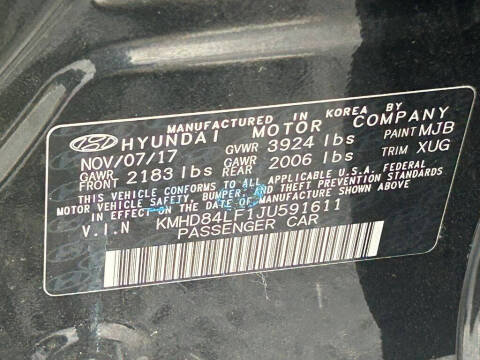 MANUFACTURED IN KOREA BY
HYUNDAI MOTOR COMPANY
NOV/07/17 GVWR 3924 lbs PAINT MJB
GAWR FRONT 2183 lbs GAWR REAR 2006 lbs TRIM XUG
THIS VEHICLE CONFORMS TO ALL APPLICABLE U.S.A. FEDERAL
MOTOR VEHICLE SAFETY, BUMPER, AND THEFT PREVENTION STANDARDS
IN EFFECT ON THE DATE OF MANUFACTURE SHOWN ABOVE
V.I.N KMHD84LF1JU591611
PASSENGER CAR